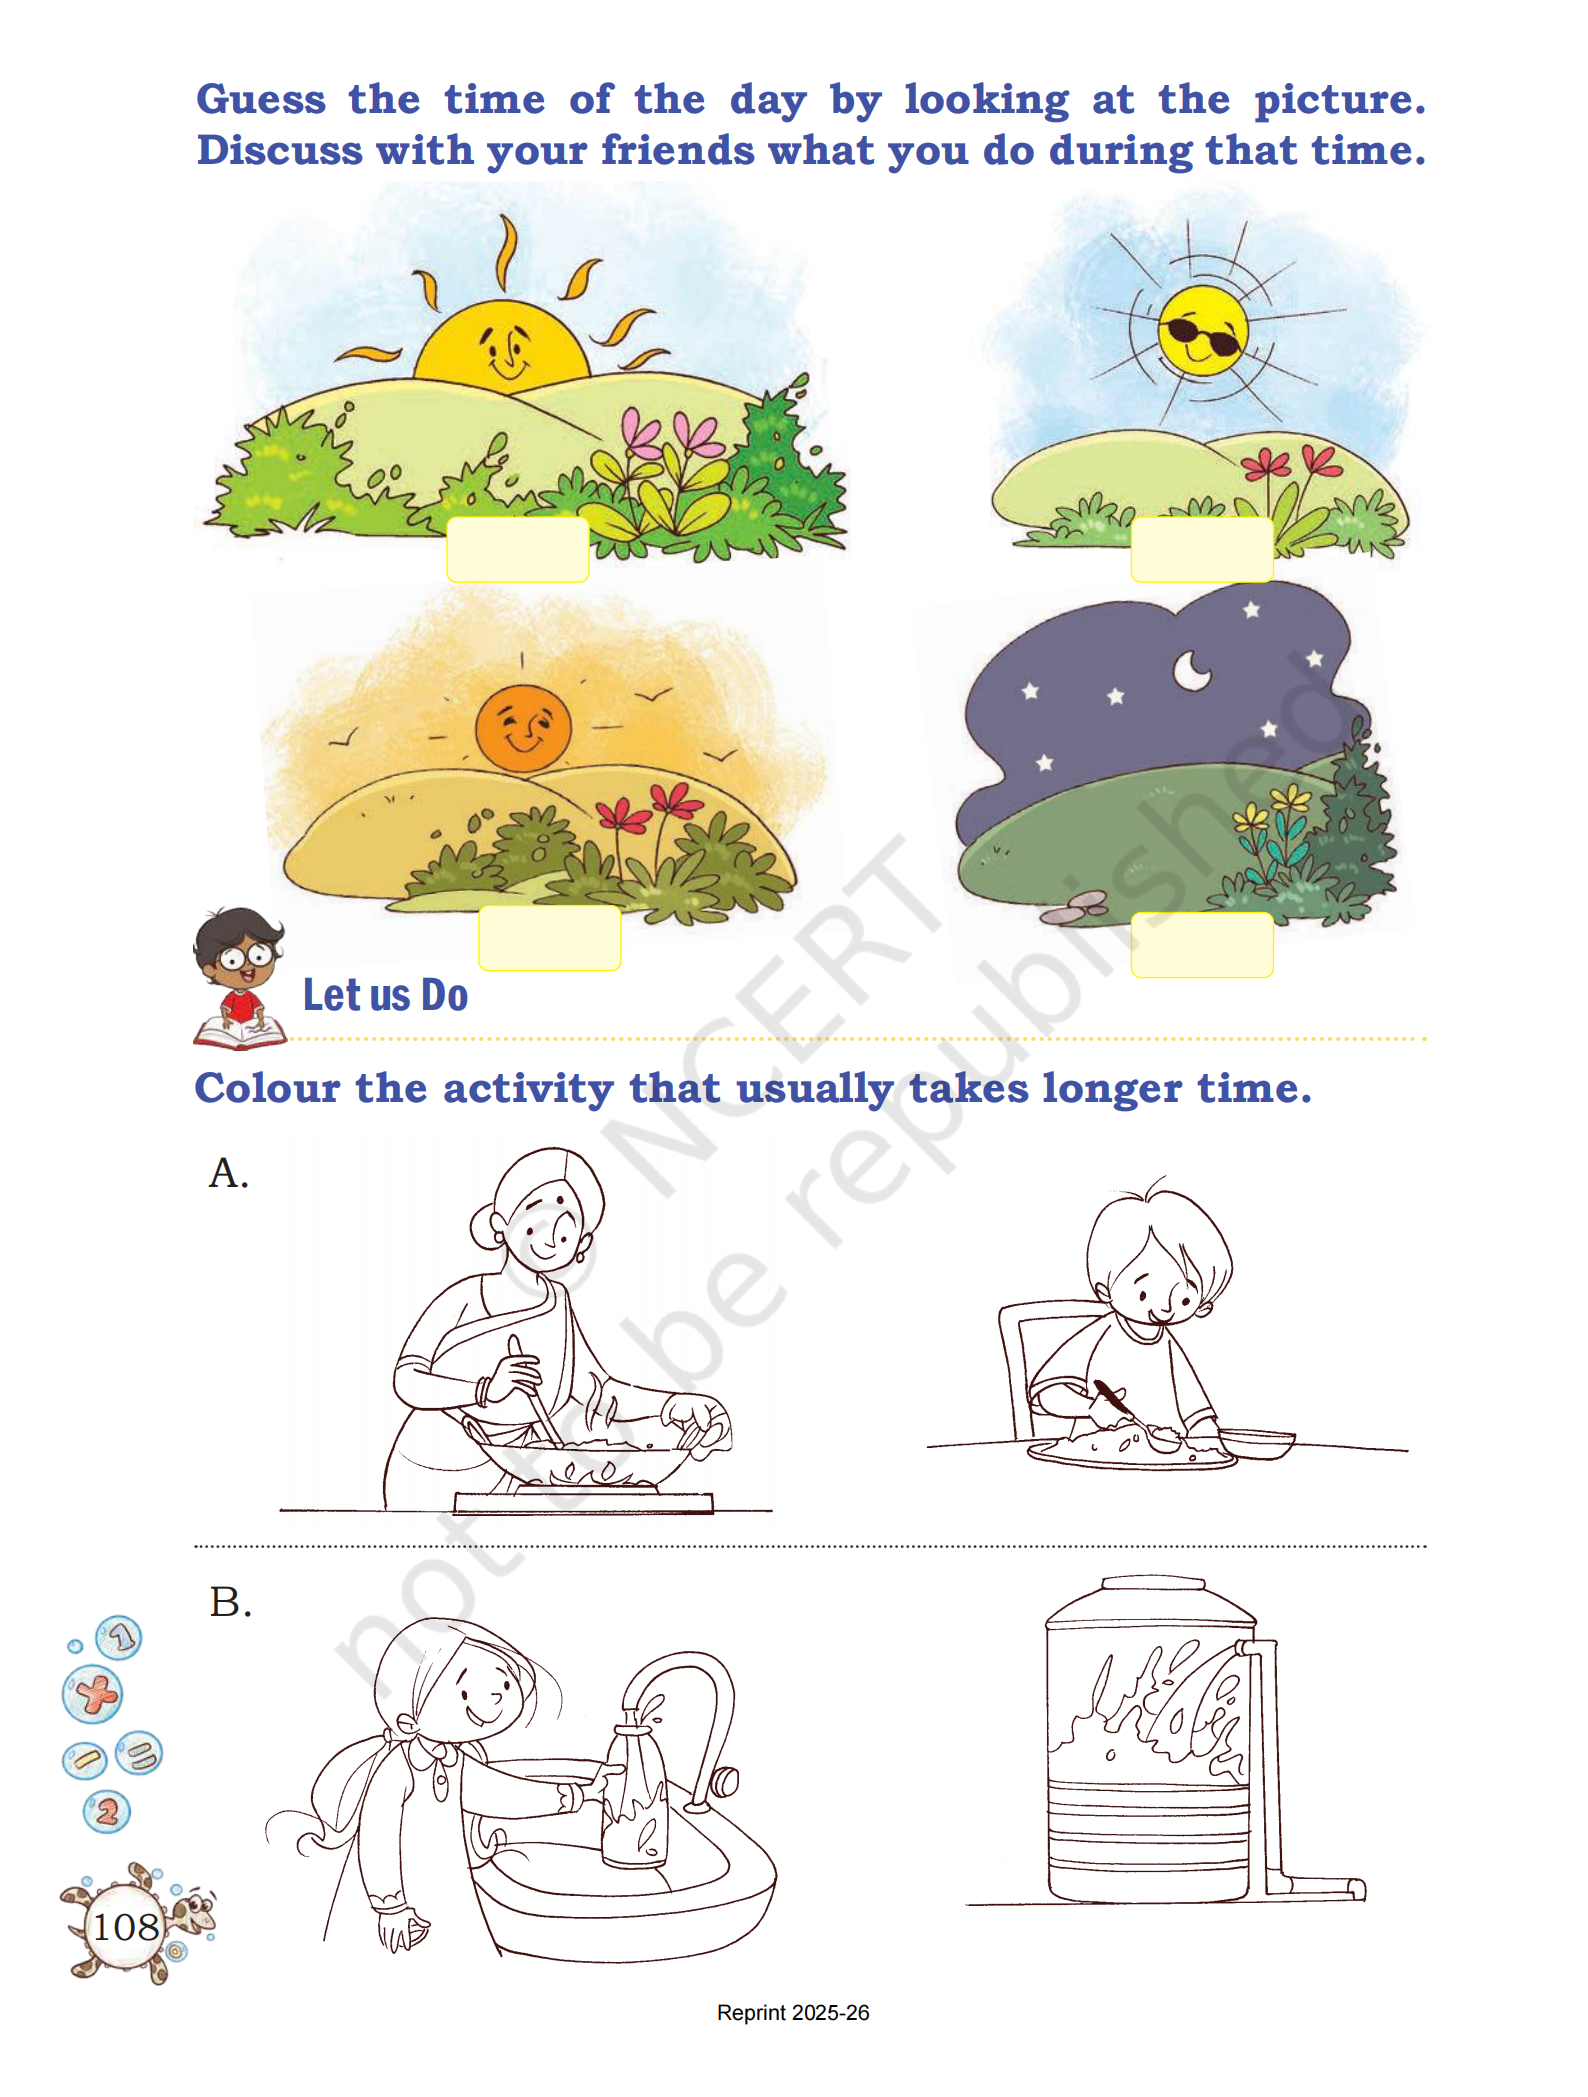 Guess the time of the day by looking at the picture.
Discuss with your friends what you do during that time.
Let us Do
Colour the activity that usually takes longer time.
A.
B.
1
2
108
© NCERT
not to be republished
Reprint 2025-26